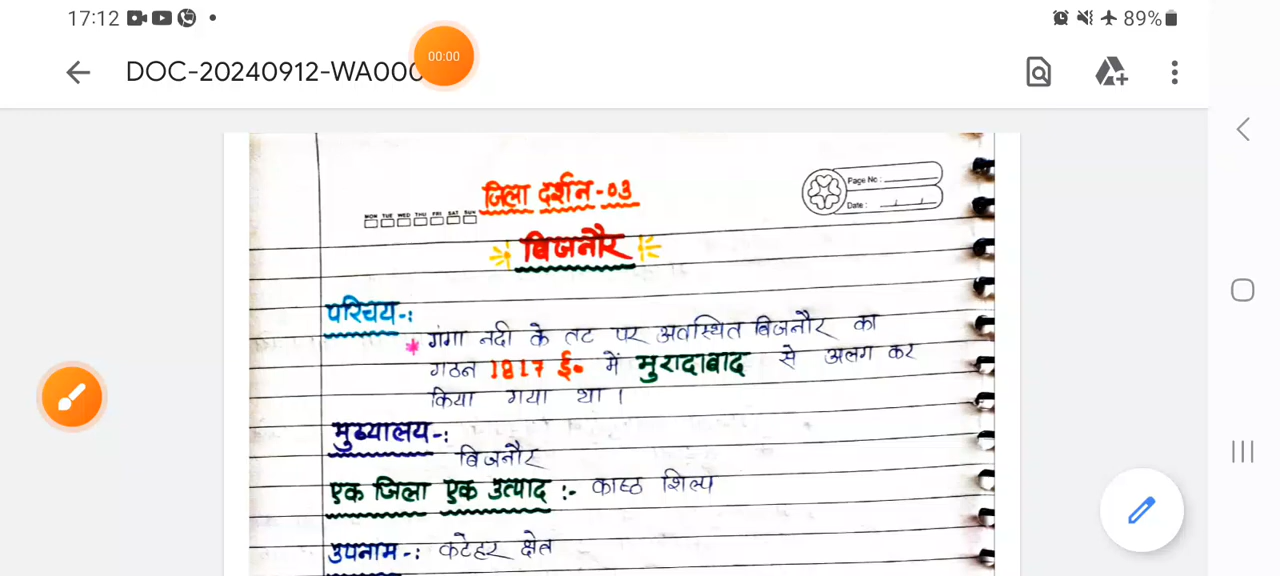 17:12
89%
00:00
DOC-20240912-WA000
जिला दर्शन-03
Page No :
Date :
MON TUE WED THU FRI SAT SUN
बिजनौर
परिचय-:
* गंगा नदी के तट पर अवस्थित बिजनौर का
गठन 1817 ई० में मुरादाबाद से अलग कर
किया गया था ।
मुख्यालय-:
बिजनौर
एक जिला एक उत्पाद :- काष्ठ शिल्प
उपनाम-: कटेहर क्षेत्र